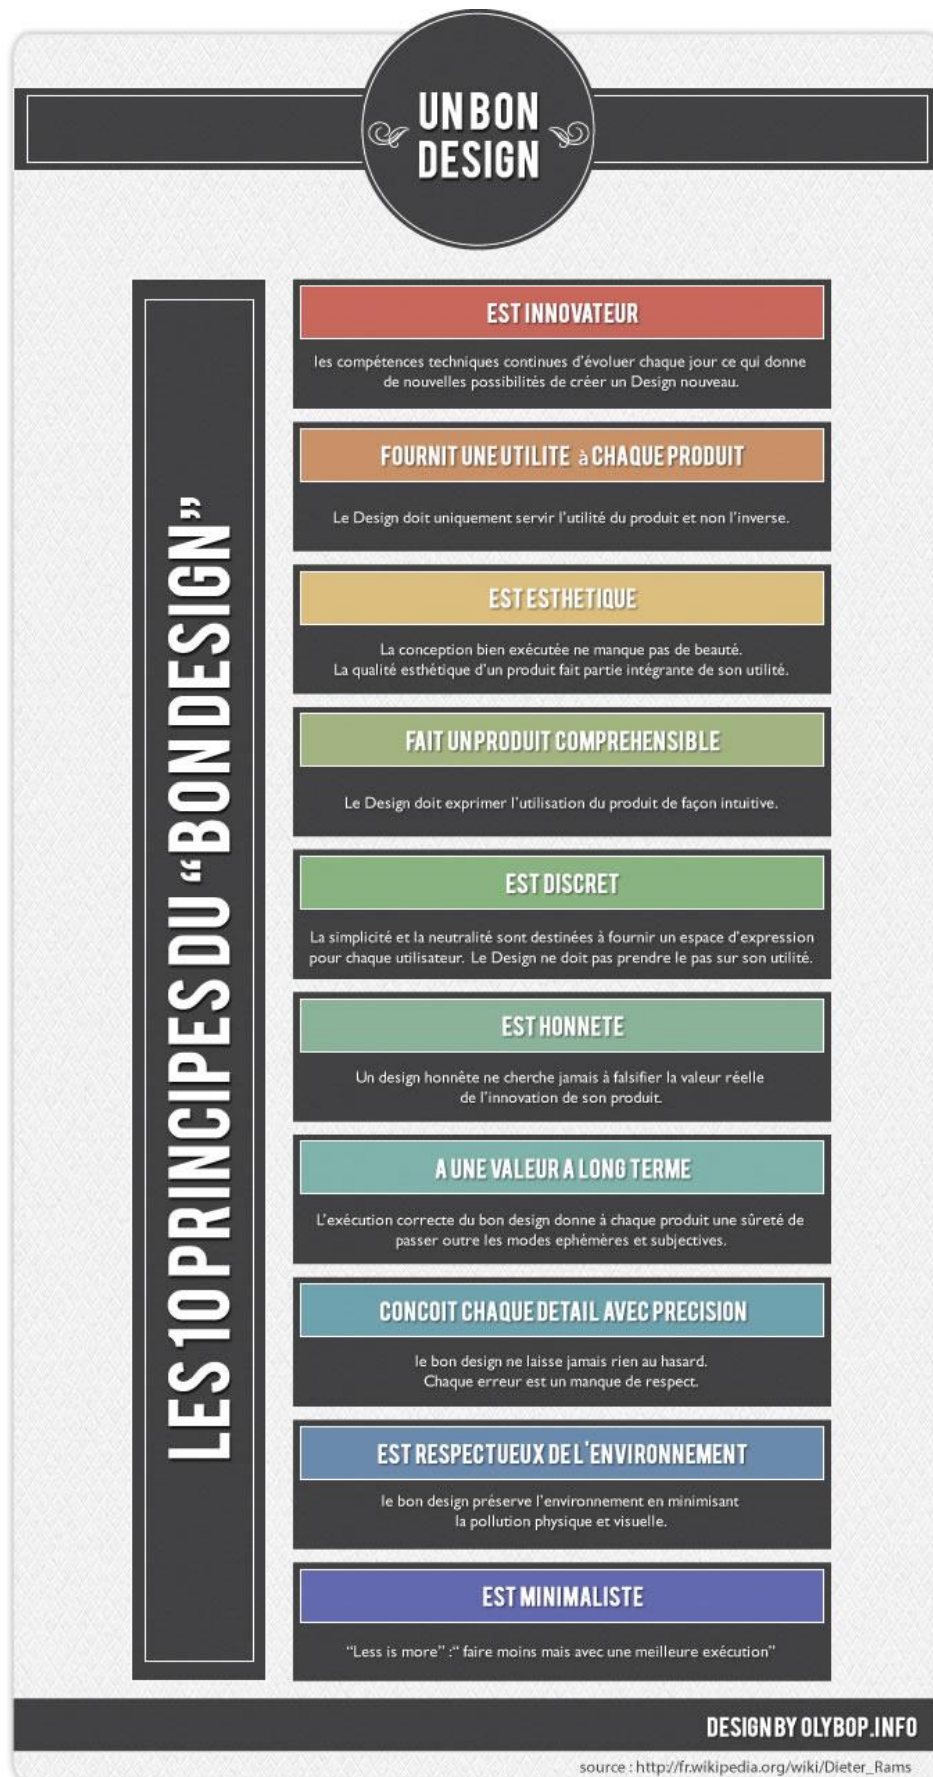 UN BON
DESIGN
LES 10 PRINCIPES DU “BON DESIGN”
EST INNOVATEUR
les compétences techniques continues d’évoluer chaque jour ce qui donne
de nouvelles possibilités de créer un Design nouveau.
FOURNIT UNE UTILITE à CHAQUE PRODUIT
Le Design doit uniquement servir l’utilité du produit et non l’inverse.
EST ESTHETIQUE
La conception bien exécutée ne manque pas de beauté.
La qualité esthétique d’un produit fait partie intégrante de son utilité.
FAIT UN PRODUIT COMPREHENSIBLE
Le Design doit exprimer l’utilisation du produit de façon intuitive.
EST DISCRET
La simplicité et la neutralité sont destinées à fournir un espace d’expression
pour chaque utilisateur. Le Design ne doit pas prendre le pas sur son utilité.
EST HONNETE
Un design honnête ne cherche jamais à falsifier la valeur réelle
de l’innovation de son produit.
A UNE VALEUR A LONG TERME
L’exécution correcte du bon design donne à chaque produit une sûreté de
passer outre les modes ephémères et subjectives.
CONCOIT CHAQUE DETAIL AVEC PRECISION
le bon design ne laisse jamais rien au hasard.
Chaque erreur est un manque de respect.
EST RESPECTUEUX DE L'ENVIRONNEMENT
le bon design préserve l’environnement en minimisant
la pollution physique et visuelle.
EST MINIMALISTE
“Less is more” :“ faire moins mais avec une meilleure exécution”
DESIGN BY OLYBOP.INFO
source : http://fr.wikipedia.org/wiki/Dieter_Rams